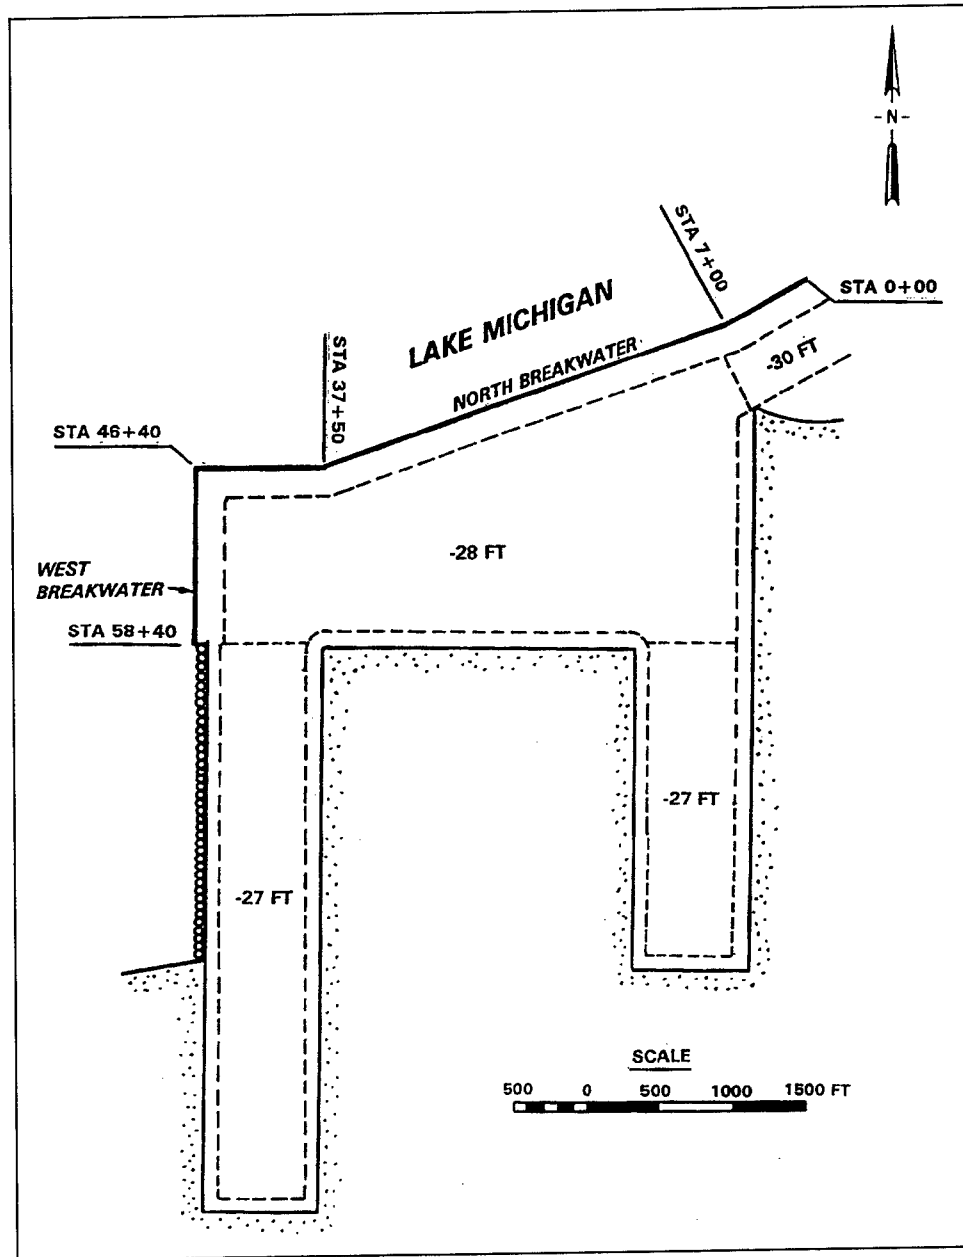 -N-
STA 7+00
STA 0+00
LAKE MICHIGAN
NORTH BREAKWATER
-30 FT
STA 37+50
STA 46+40
-28 FT
WEST
BREAKWATER
STA 58+40
-27 FT
-27 FT
SCALE
500 0 500 1000 1500 FT